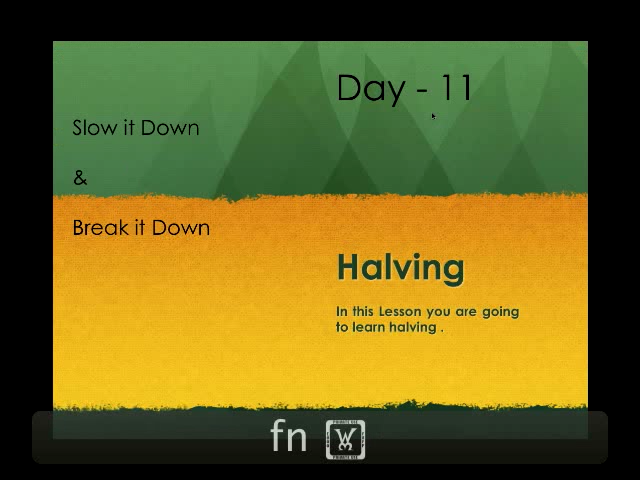 Day - 11
Slow it Down
&
Break it Down
Halving
In this Lesson you are going
to learn halving .
fn